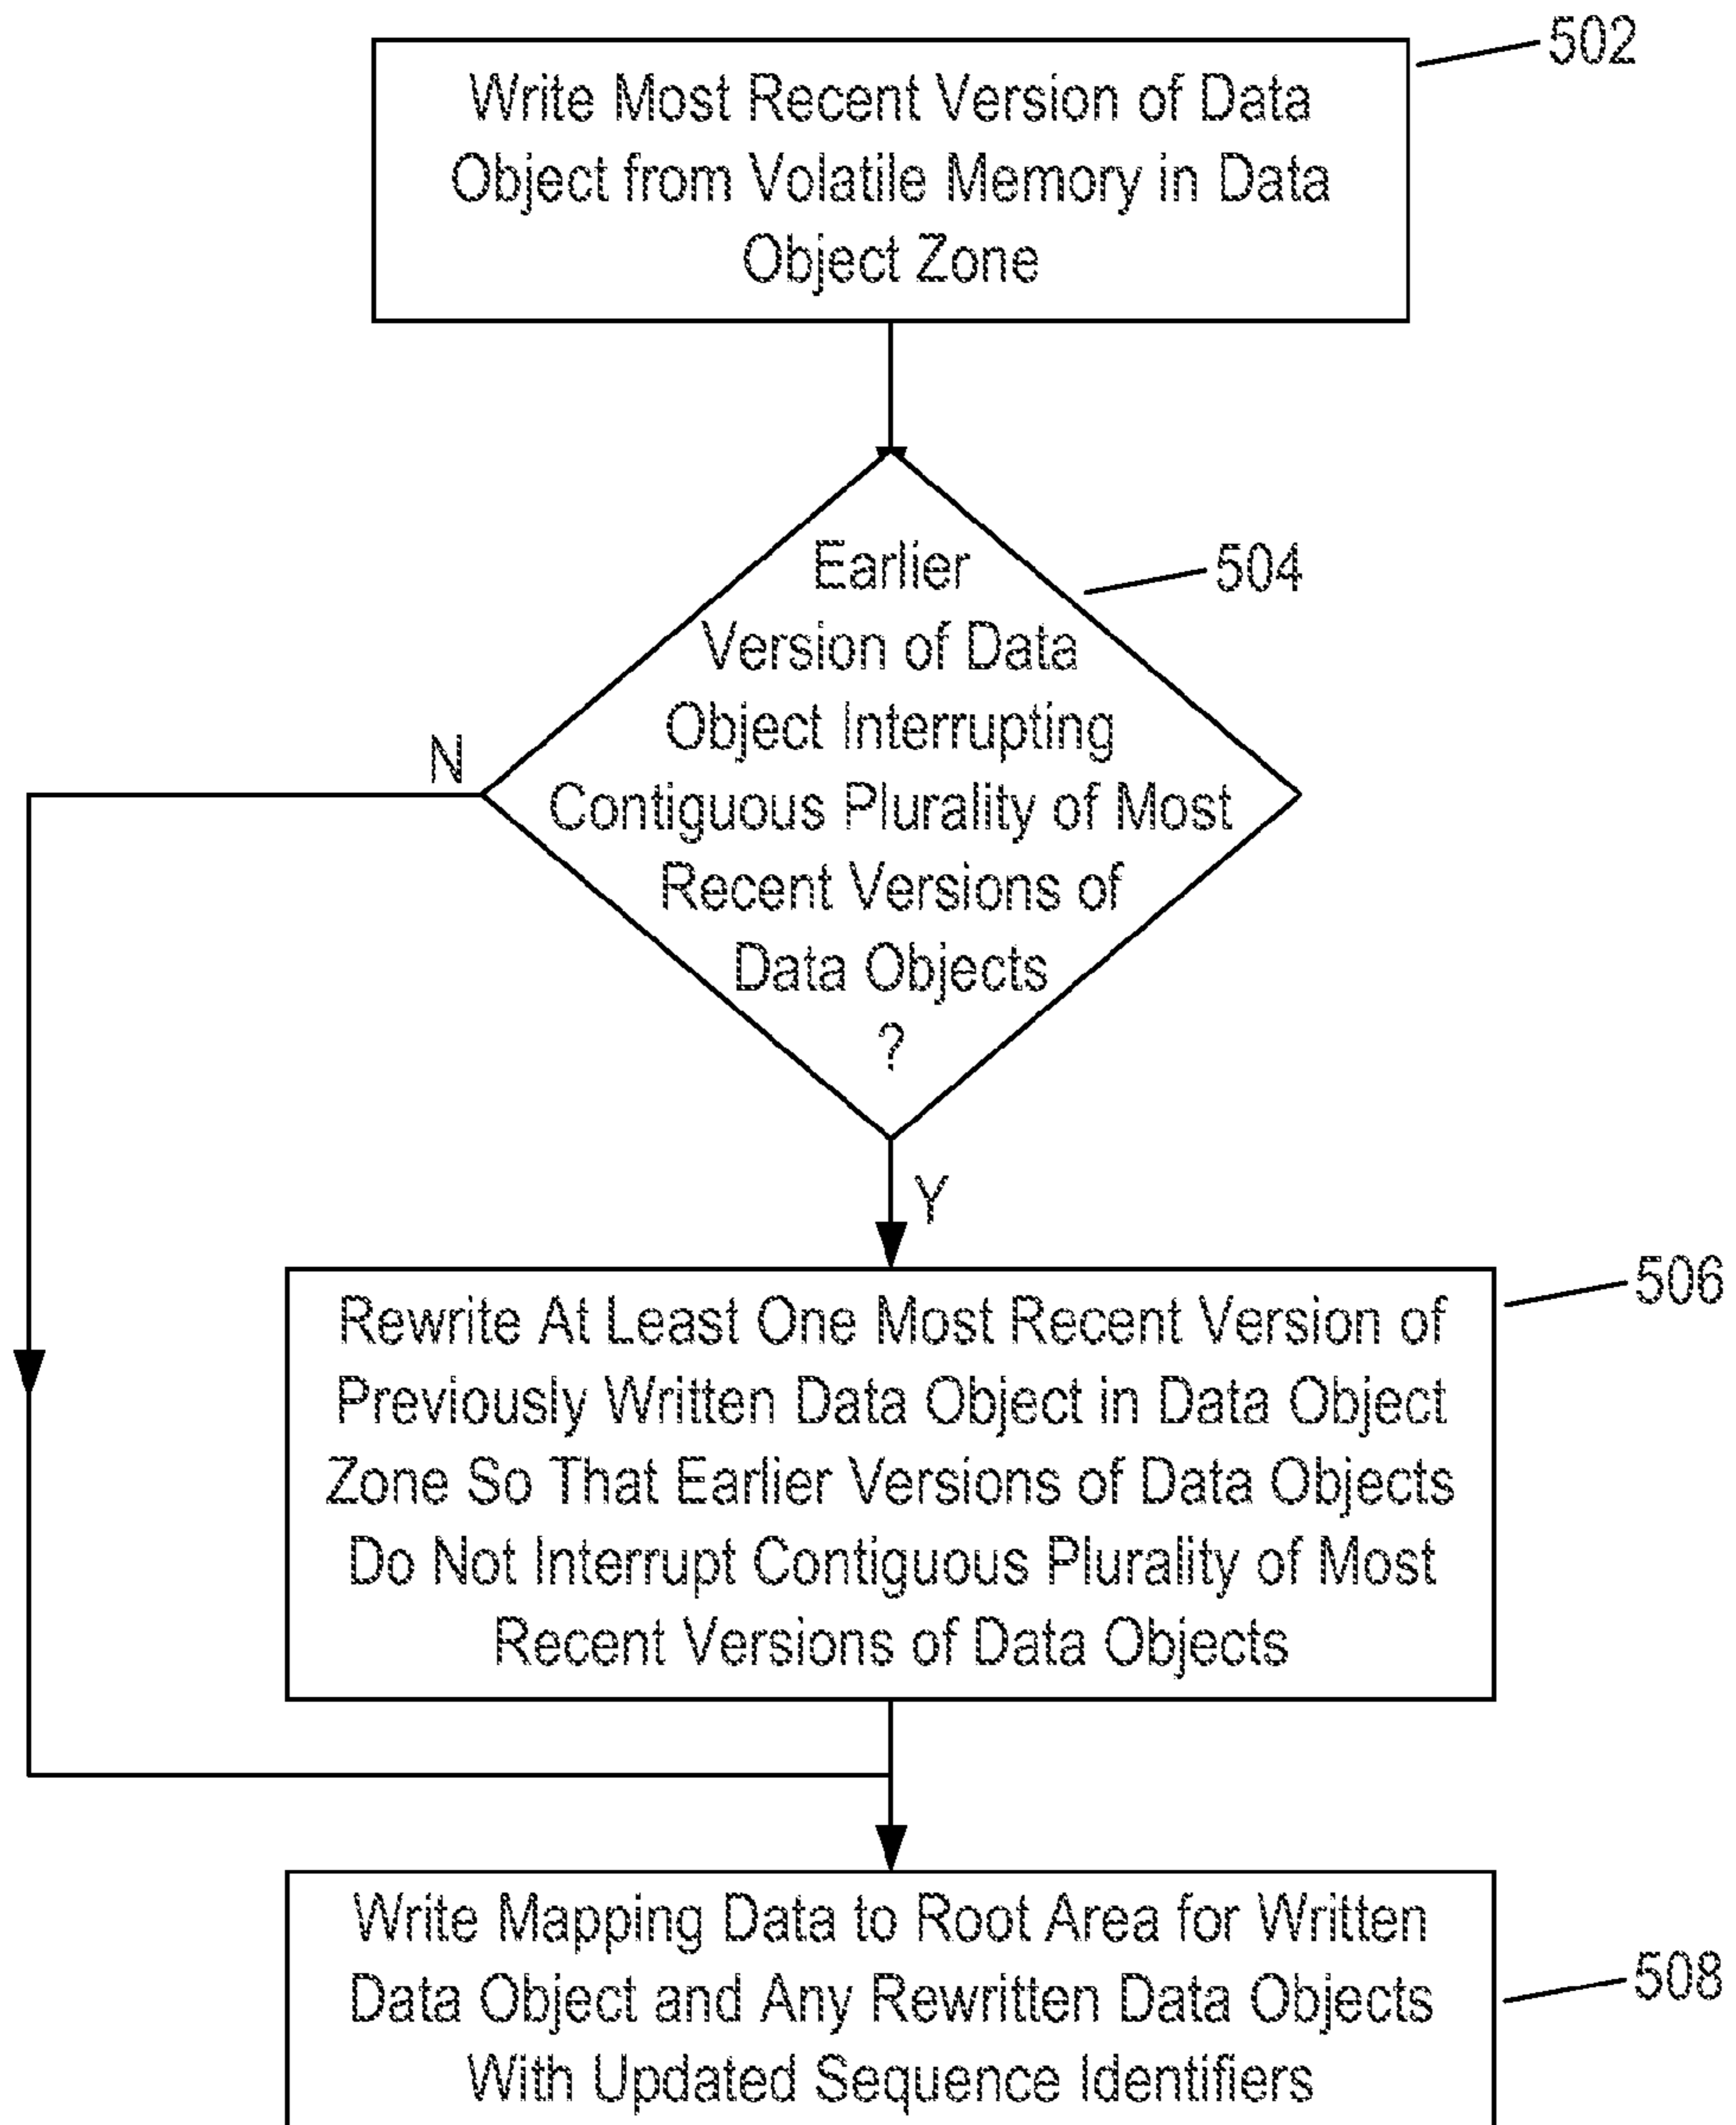 502
Write Most Recent Version of Data
Object from Volatile Memory in Data
Object Zone
504
Earlier
Version of Data
Object Interrupting
Contiguous Plurality of Most
Recent Versions of
Data Objects
?
N
Y
506
Rewrite At Least One Most Recent Version of
Previously Written Data Object in Data Object
Zone So That Earlier Versions of Data Objects
Do Not Interrupt Contiguous Plurality of Most
Recent Versions of Data Objects
508
Write Mapping Data to Root Area for Written
Data Object and Any Rewritten Data Objects
With Updated Sequence Identifiers